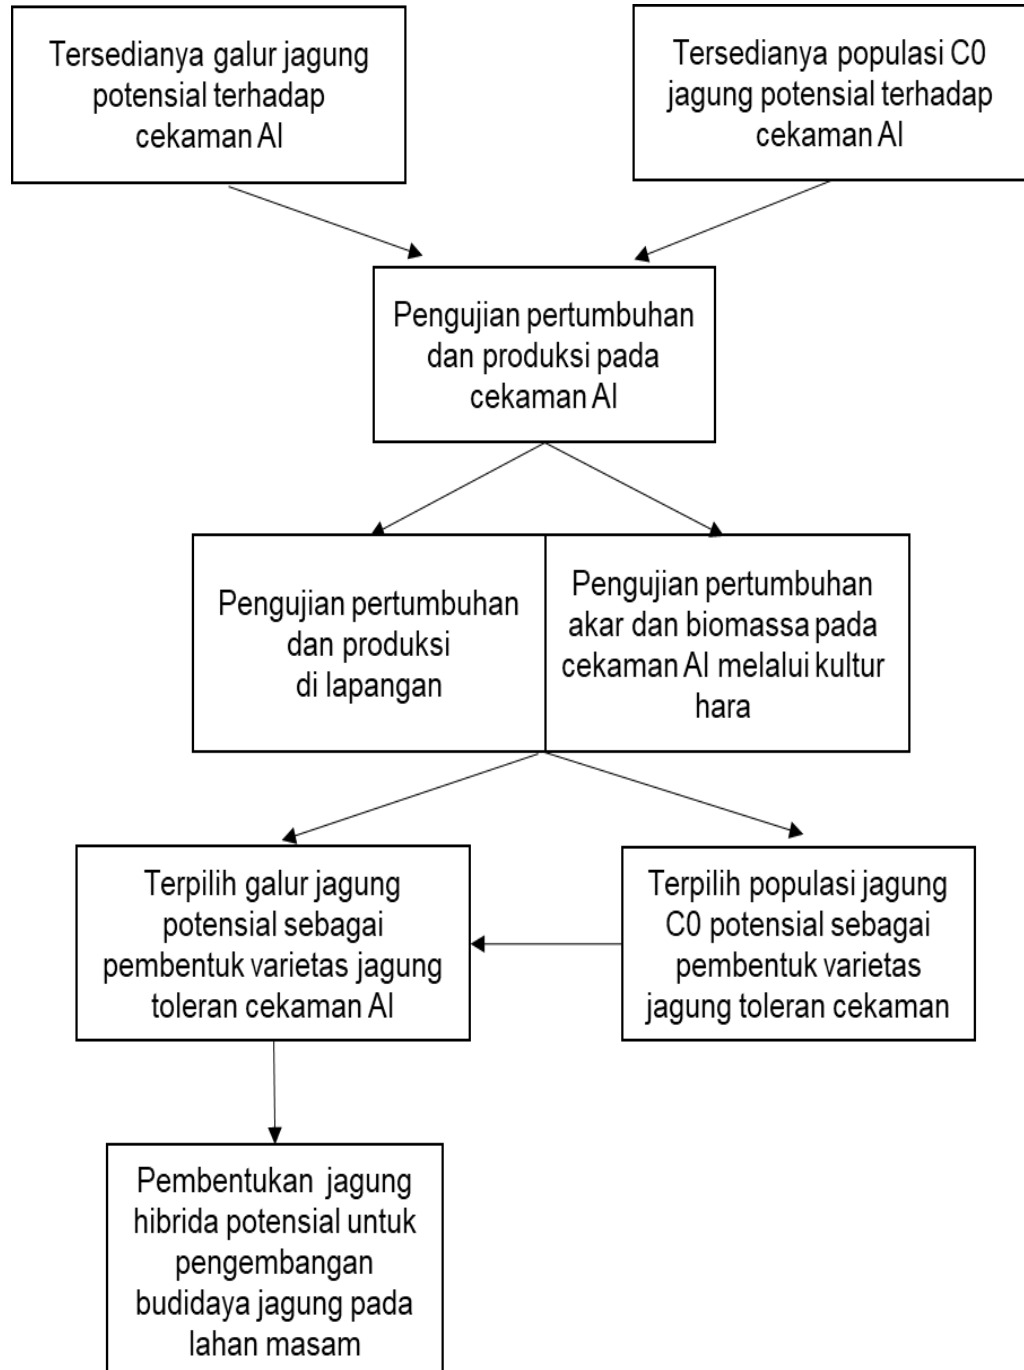 Tersedianya galur jagung
potensial terhadap
cekaman Al
Tersedianya populasi C0
jagung potensial terhadap
cekaman Al
Pengujian pertumbuhan
dan produksi pada
cekaman Al
Pengujian pertumbuhan
dan produksi
di lapangan
Pengujian pertumbuhan
akar dan biomassa pada
cekaman Al melalui kultur
hara
Terpilih galur jagung
potensial sebagai
pembentuk varietas jagung
toleran cekaman Al
Terpilih populasi jagung
C0 potensial sebagai
pembentuk varietas
jagung toleran cekaman
Pembentukan jagung
hibrida potensial untuk
pengembangan
budidaya jagung pada
lahan masam